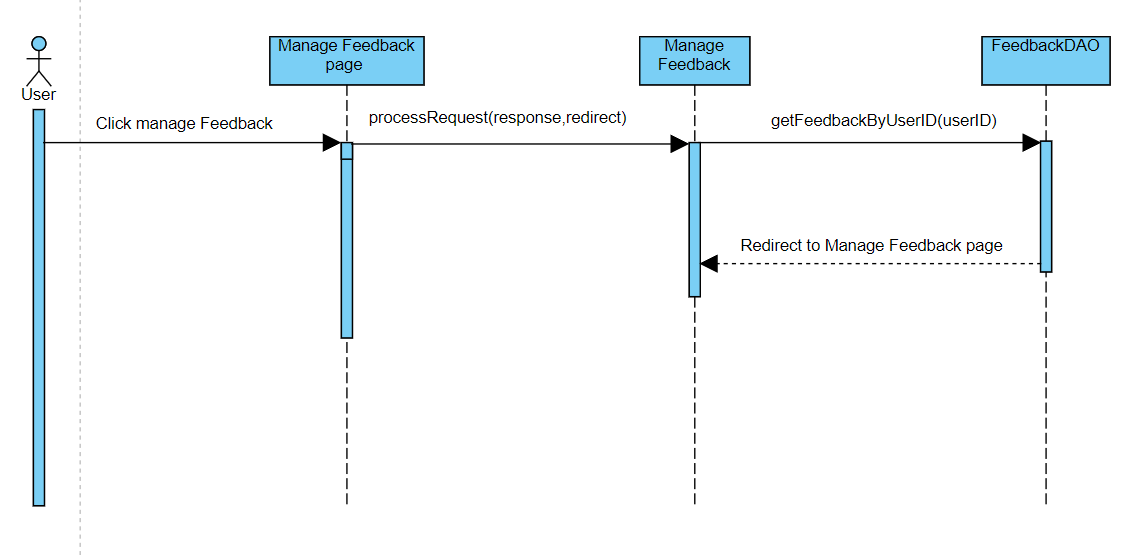 Manage Feedback
page
Manage
Feedback
FeedbackDAO
User
Click manage Feedback
processRequest(response,redirect)
getFeedbackByUserID(userID)
Redirect to Manage Feedback page